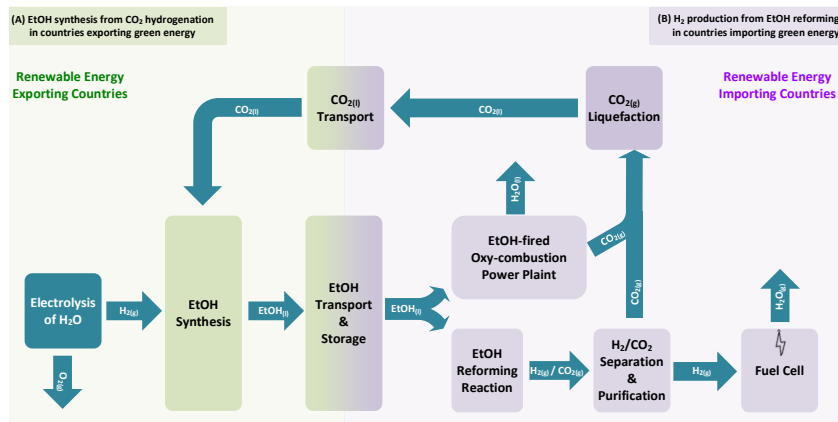 (A) EtOH synthesis from CO₂ hydrogenation
in countries exporting green energy
(B) H₂ production from EtOH reforming
in countries importing green energy
Renewable Energy
Exporting Countries
Renewable Energy
Importing Countries
CO₂₍ₗ₎
CO₂₍ₗ₎
Transport
CO₂₍ₗ₎
CO₂(g)
Liquefaction
H₂O₍ₗ₎
CO₂(g)
CO₂(g)
EtOH-fired
Oxy-combustion
Power Plaint
Electrolysis
of H₂O
H₂(g)
O₂(g)
EtOH
Synthesis
EtOH₍ₗ₎
EtOH
Transport
&
Storage
EtOH₍ₗ₎
EtOH
Reforming
Reaction
H₂(g) / CO₂(g)
H₂/CO₂
Separation
&
Purification
H₂(g)
H₂O(g)
Fuel Cell